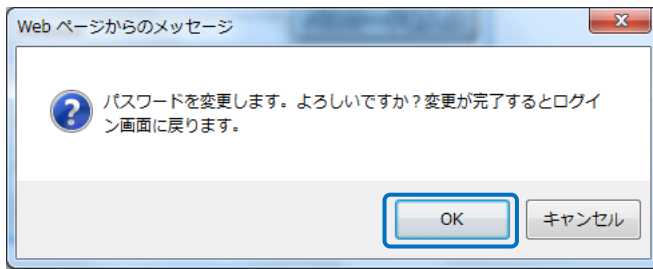 Web ページからのメッセージ
パスワードを変更します。よろしいですか？変更が完了するとログイ
ン画面に戻ります。
OK
キャンセル